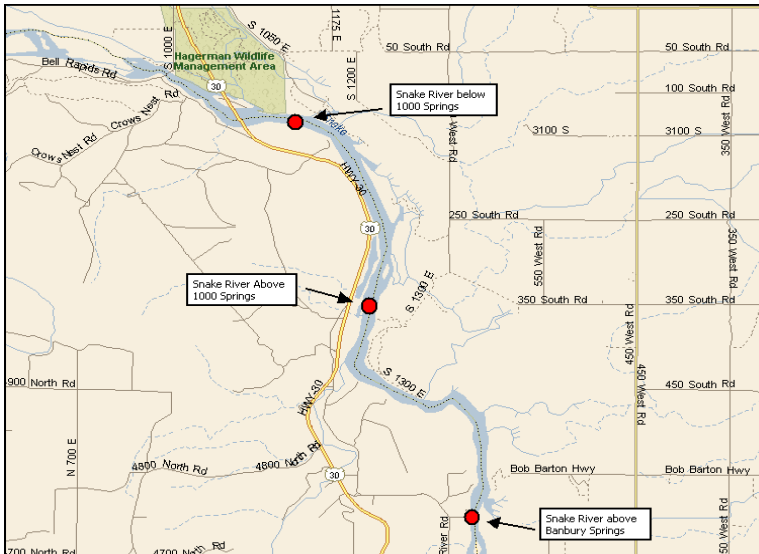 S 1000 E
S 1050 E
1175 E
50 South Rd
50 South Rd
Hagerman Wildlife
Management Area
Bell Rapids Rd
S 1200 E
30
Snake River below
1000 Springs
100 South Rd
Crows Nest Rd
Crows Nest Rd
Snake
West Rd
3100 S
3100 S
350 West Rd
HWY-30
250 South Rd
250 South Rd
30
550 West Rd
350 West Rd
Snake River Above
1000 Springs
S 1300 E
350 South Rd
350 South Rd
450 West Rd
450 West Rd
S 1300 E
4900 North Rd
450 South Rd
HWY-30
N 700 E
4800 North Rd
4800 North Rd
30
Bob Barton Hwy
Bob Barton Hwy
River Rd
Snake River above
Banbury Springs
50 West Rd
4700 North Rd
4700